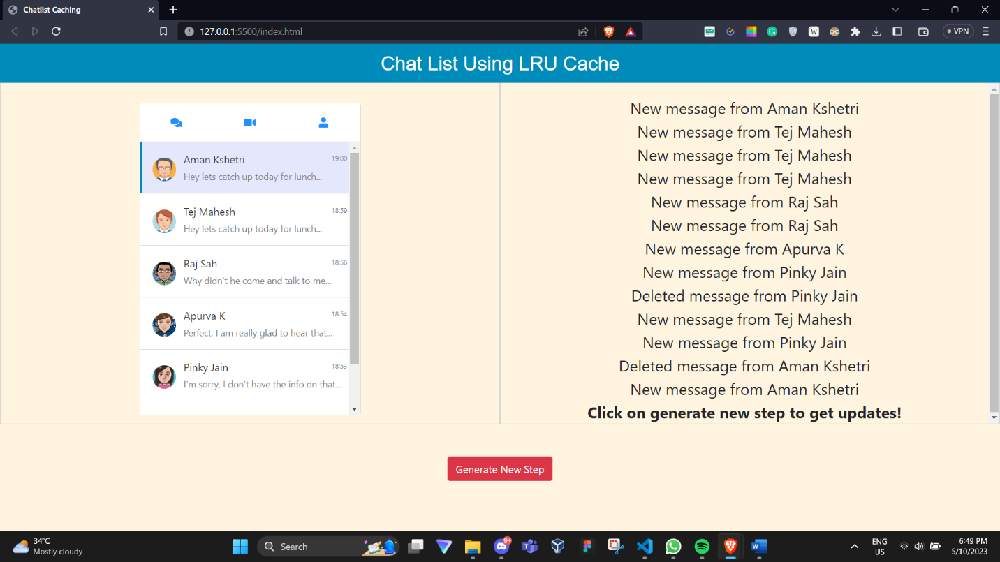 Chatlist Caching
127.0.0.1:5500/index.html
VPN
Chat List Using LRU Cache
Aman Kshetri
19:00
Hey lets catch up today for lunch...
Tej Mahesh
18:59
Hey lets catch up today for lunch...
Raj Sah
18:56
Why didn't he come and talk to me...
Apurva K
18:54
Perfect, I am really glad to hear that...
Pinky Jain
18:53
I'm sorry, I don't have the info on that...
New message from Aman Kshetri
New message from Tej Mahesh
New message from Tej Mahesh
New message from Tej Mahesh
New message from Raj Sah
New message from Raj Sah
New message from Apurva K
New message from Pinky Jain
Deleted message from Pinky Jain
New message from Tej Mahesh
New message from Pinky Jain
Deleted message from Aman Kshetri
New message from Aman Kshetri
Click on generate new step to get updates!
Generate New Step
34°C
Mostly cloudy
Search
9+
ENG
US
6:49 PM
5/10/2023